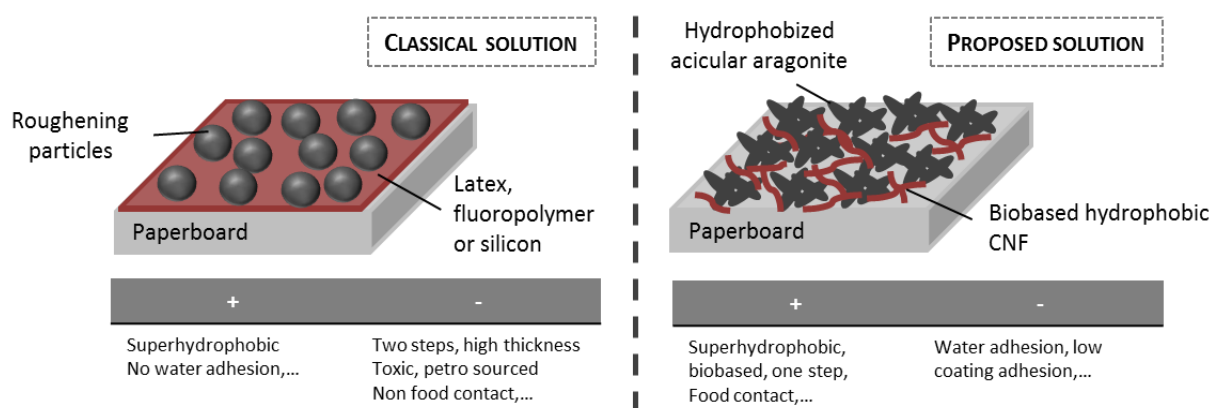 CLASSICAL SOLUTION
Roughening
particles
Latex,
fluoropolymer
or silicon
Paperboard
+ -
Superhydrophobic
No water adhesion,...
Two steps, high thickness
Toxic, petro sourced
Non food contact,...
Hydrophobized
acicular aragonite
PROPOSED SOLUTION
Biobased hydrophobic
CNF
Paperboard
+ -
Superhydrophobic,
biobased, one step,
Food contact,...
Water adhesion, low
coating adhesion,...